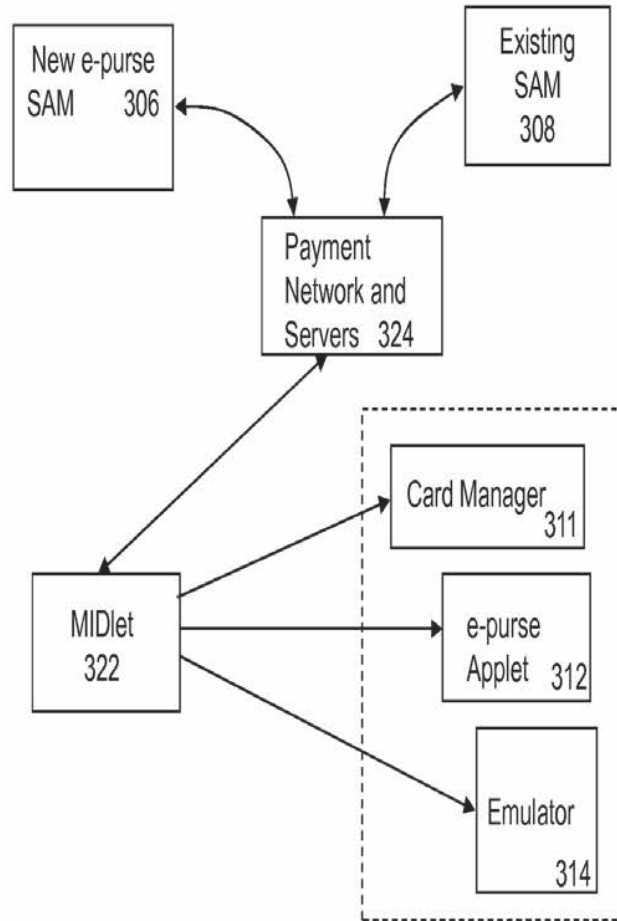 New e-purse
SAM 306
Existing
SAM
308
Payment
Network and
Servers 324
Card Manager
311
MIDlet
322
e-purse
Applet 312
Emulator
314